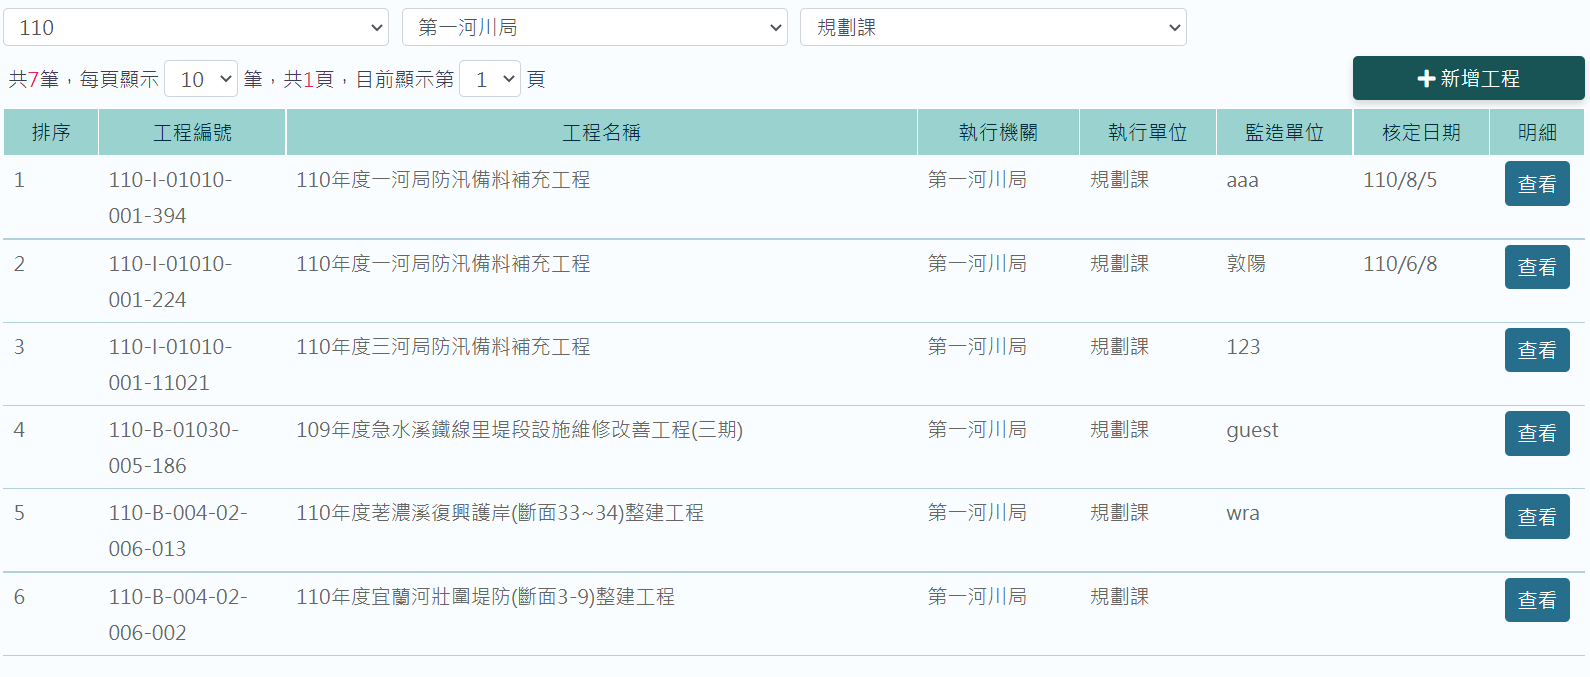 110 第一河川局 規劃課
共7筆，每頁顯示 10 筆，共1頁，目前顯示第 1 頁
新增工程
排序 工程編號 工程名稱 執行機關 執行單位 監造單位 核定日期 明細
1 110-I-01010- 110年度一河局防汛備料補充工程 第一河川局 規劃課 aaa 110/8/5 查看
001-394
2 110-I-01010- 110年度一河局防汛備料補充工程 第一河川局 規劃課 敦陽 110/6/8 查看
001-224
3 110-I-01010- 110年度三河局防汛備料補充工程 第一河川局 規劃課 123 查看
001-11021
4 110-B-01030- 109年度急水溪鐵線里堤段設施維修改善工程(三期) 第一河川局 規劃課 guest 查看
005-186
5 110-B-004-02- 110年度荖濃溪復興護岸(斷面33~34)整建工程 第一河川局 規劃課 wra 查看
006-013
6 110-B-004-02- 110年度宜蘭河壯圍堤防(斷面3-9)整建工程 第一河川局 規劃課 查看
006-002